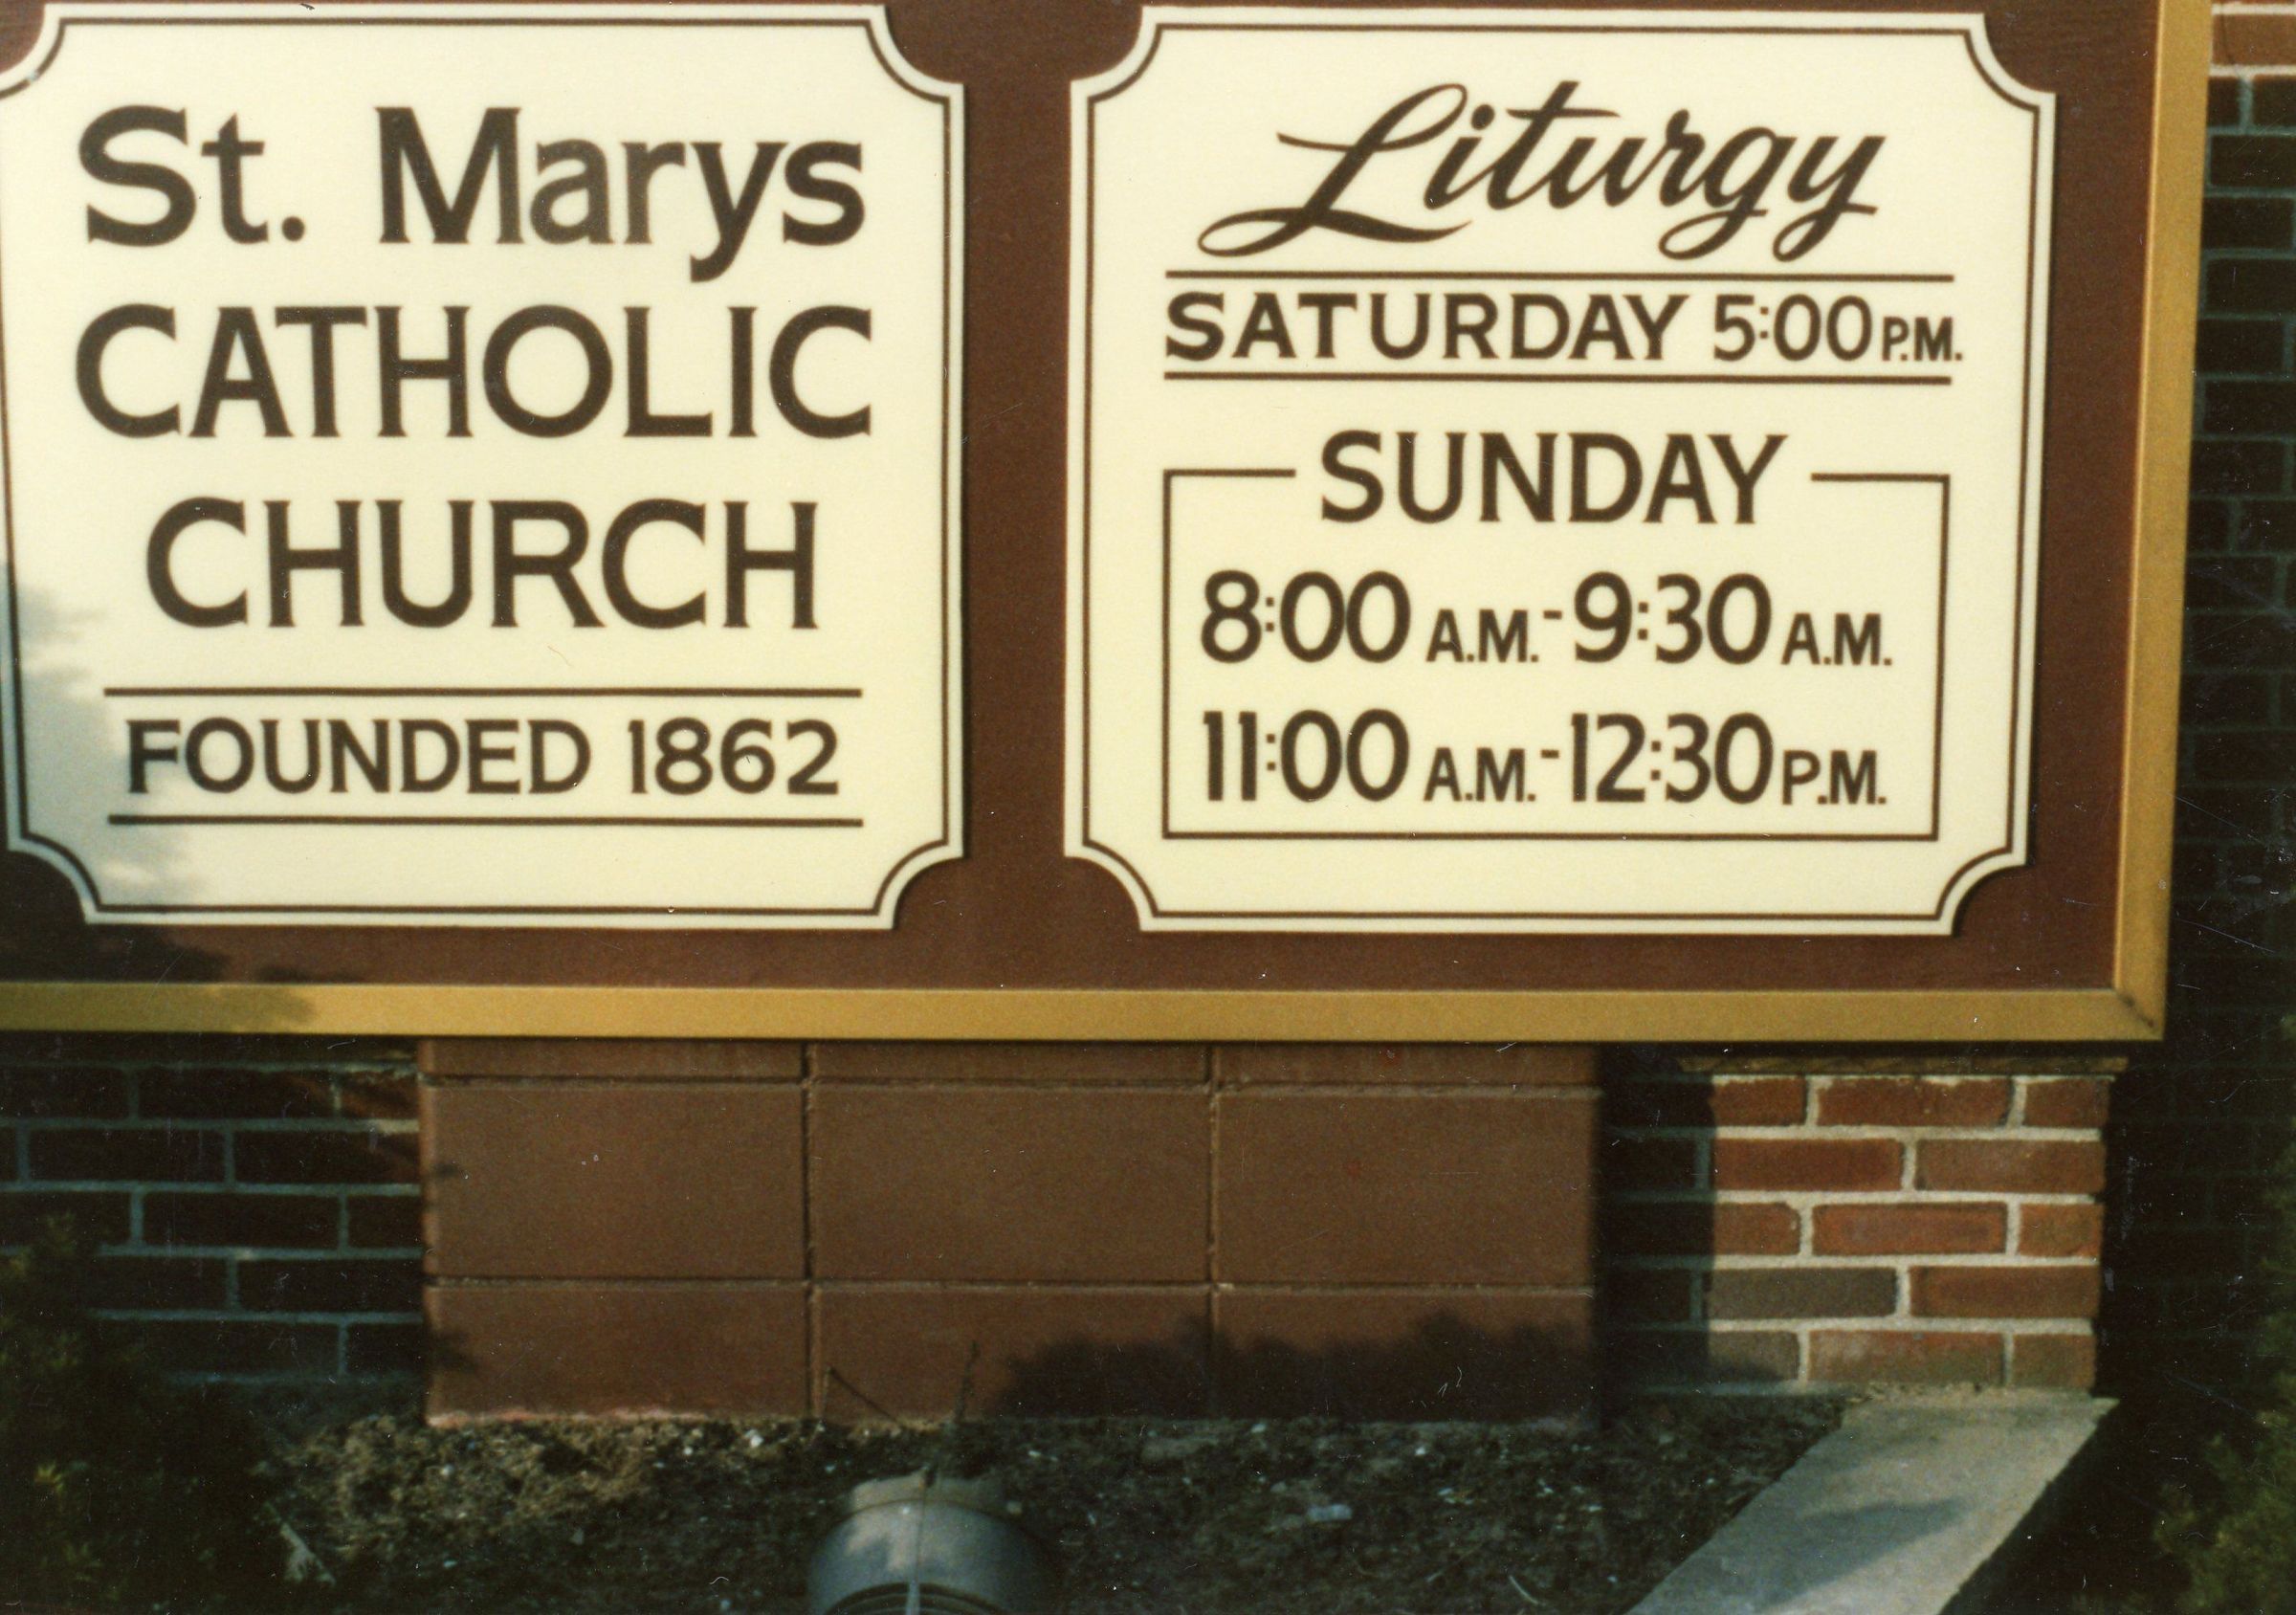 St. Marys
CATHOLIC
CHURCH
FOUNDED 1862
Liturgy
SATURDAY 5:00 P.M.
SUNDAY
8:00 A.M.-9:30 A.M.
11:00 A.M.-12:30 P.M.